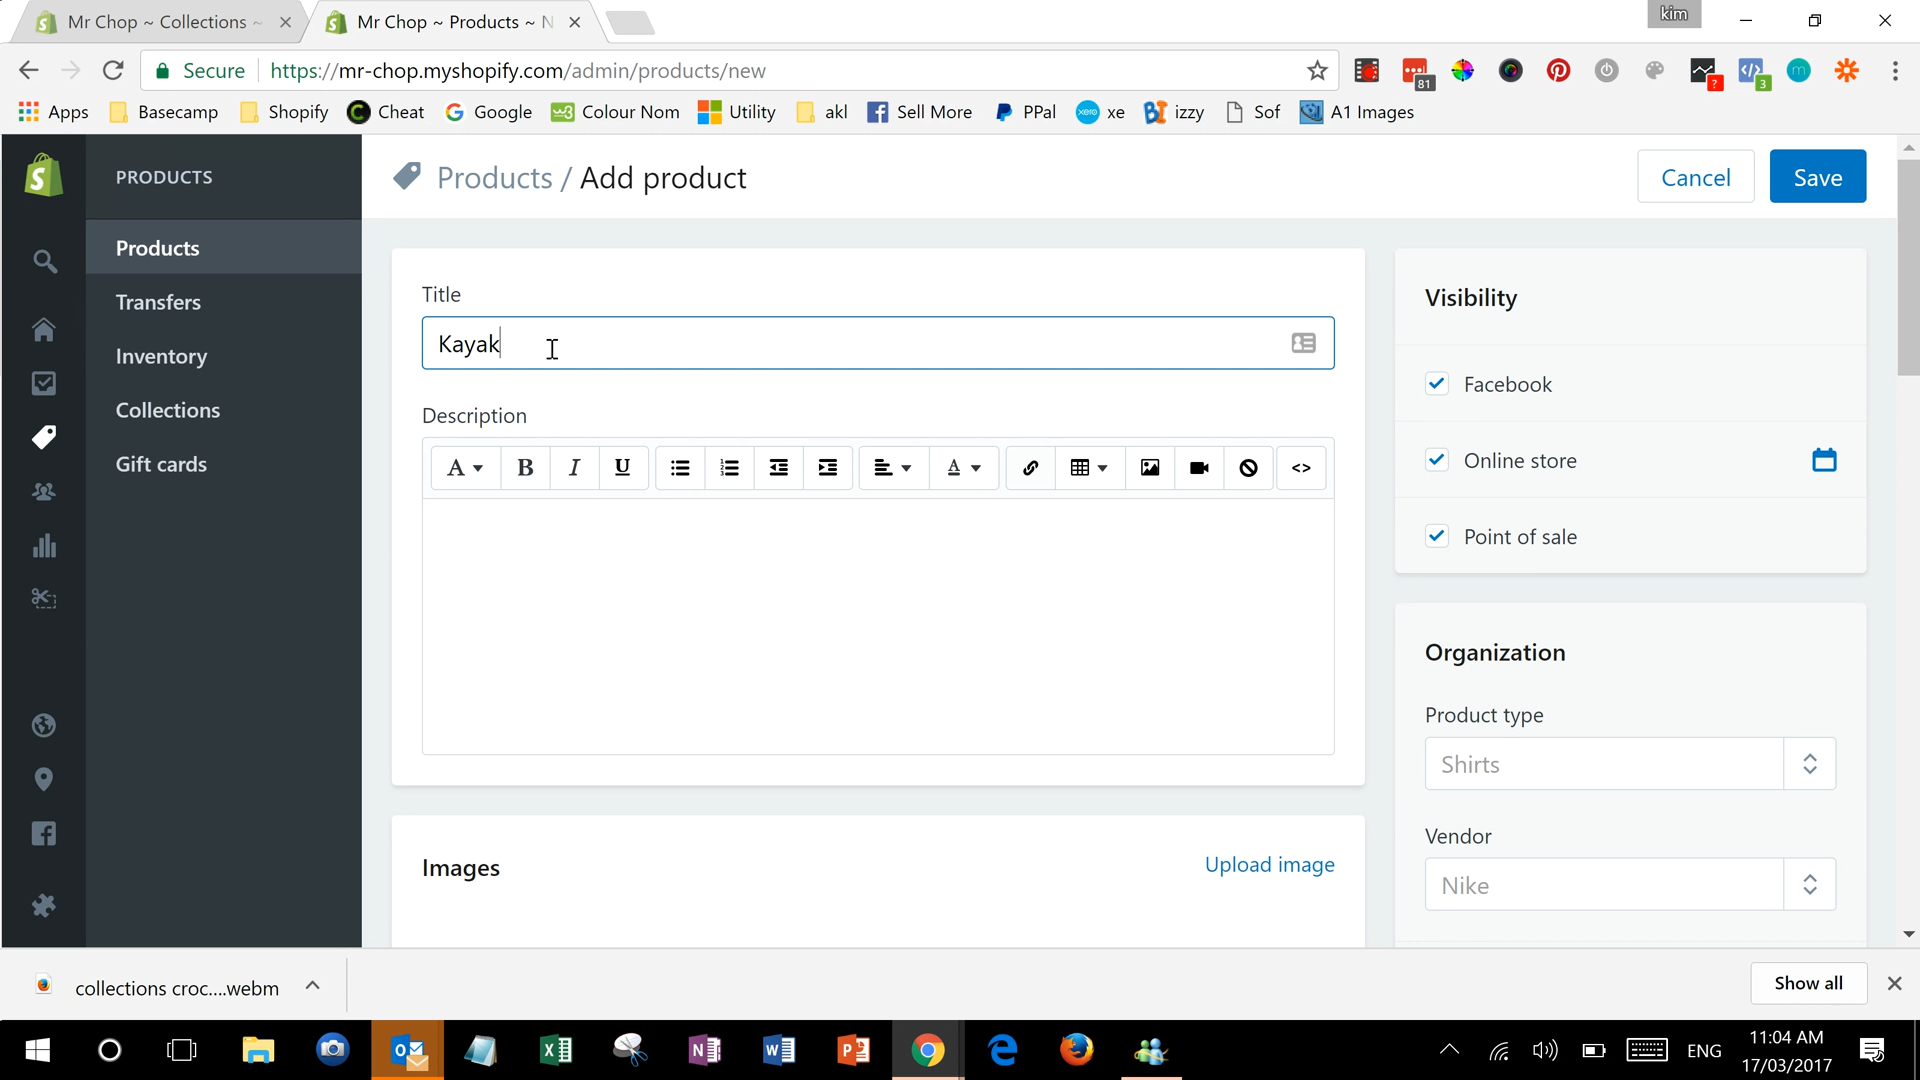 Mr Chop ~ Collections ~
Mr Chop ~ Products ~ N
kim
Secure
https://mr-chop.myshopify.com/admin/products/new
81
?
3
m
Apps
Basecamp
Shopify
Cheat
Google
Colour Nom
Utility
akl
Sell More
PPal
xe
izzy
Sof
A1 Images
PRODUCTS
Products / Add product
Cancel
Save
Products
Transfers
Inventory
Collections
Gift cards
Title
Kayak
Description
A
B
I
U
A
<>
Images
Upload image
Visibility
Facebook
Online store
Point of sale
Organization
Product type
Shirts
Vendor
Nike
collections croc....webm
Show all
ENG
11:04 AM
17/03/2017